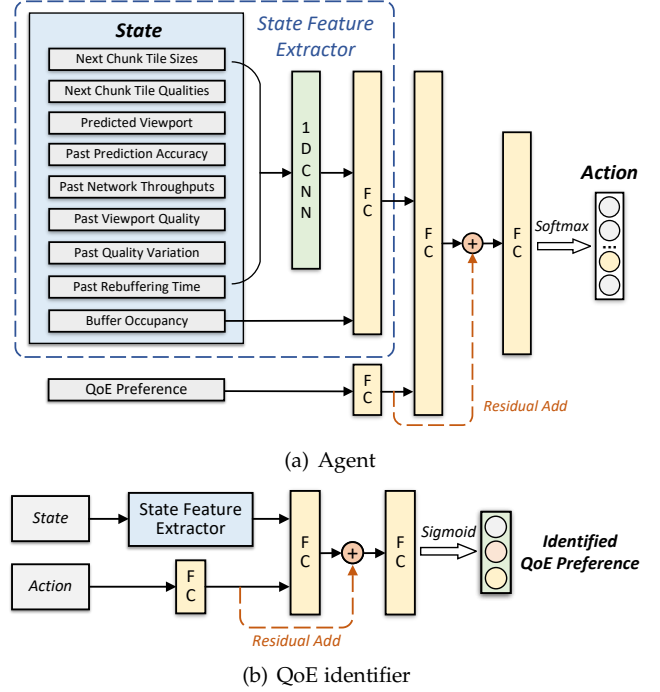 State
State Feature
Extractor
Next Chunk Tile Sizes
Next Chunk Tile Qualities
Predicted Viewport
Past Prediction Accuracy
Past Network Throughputs
Past Viewport Quality
Past Quality Variation
Past Rebuffering Time
Buffer Occupancy
QoE Preference
1
D
C
N
N
F
C
F
C
F
C
F
C
Action
Softmax
...
+
Residual Add
(a) Agent
State
State Feature
Extractor
Action
F
C
F
C
+
F
C
Sigmoid
Identified
QoE Preference
Residual Add
(b) QoE identifier